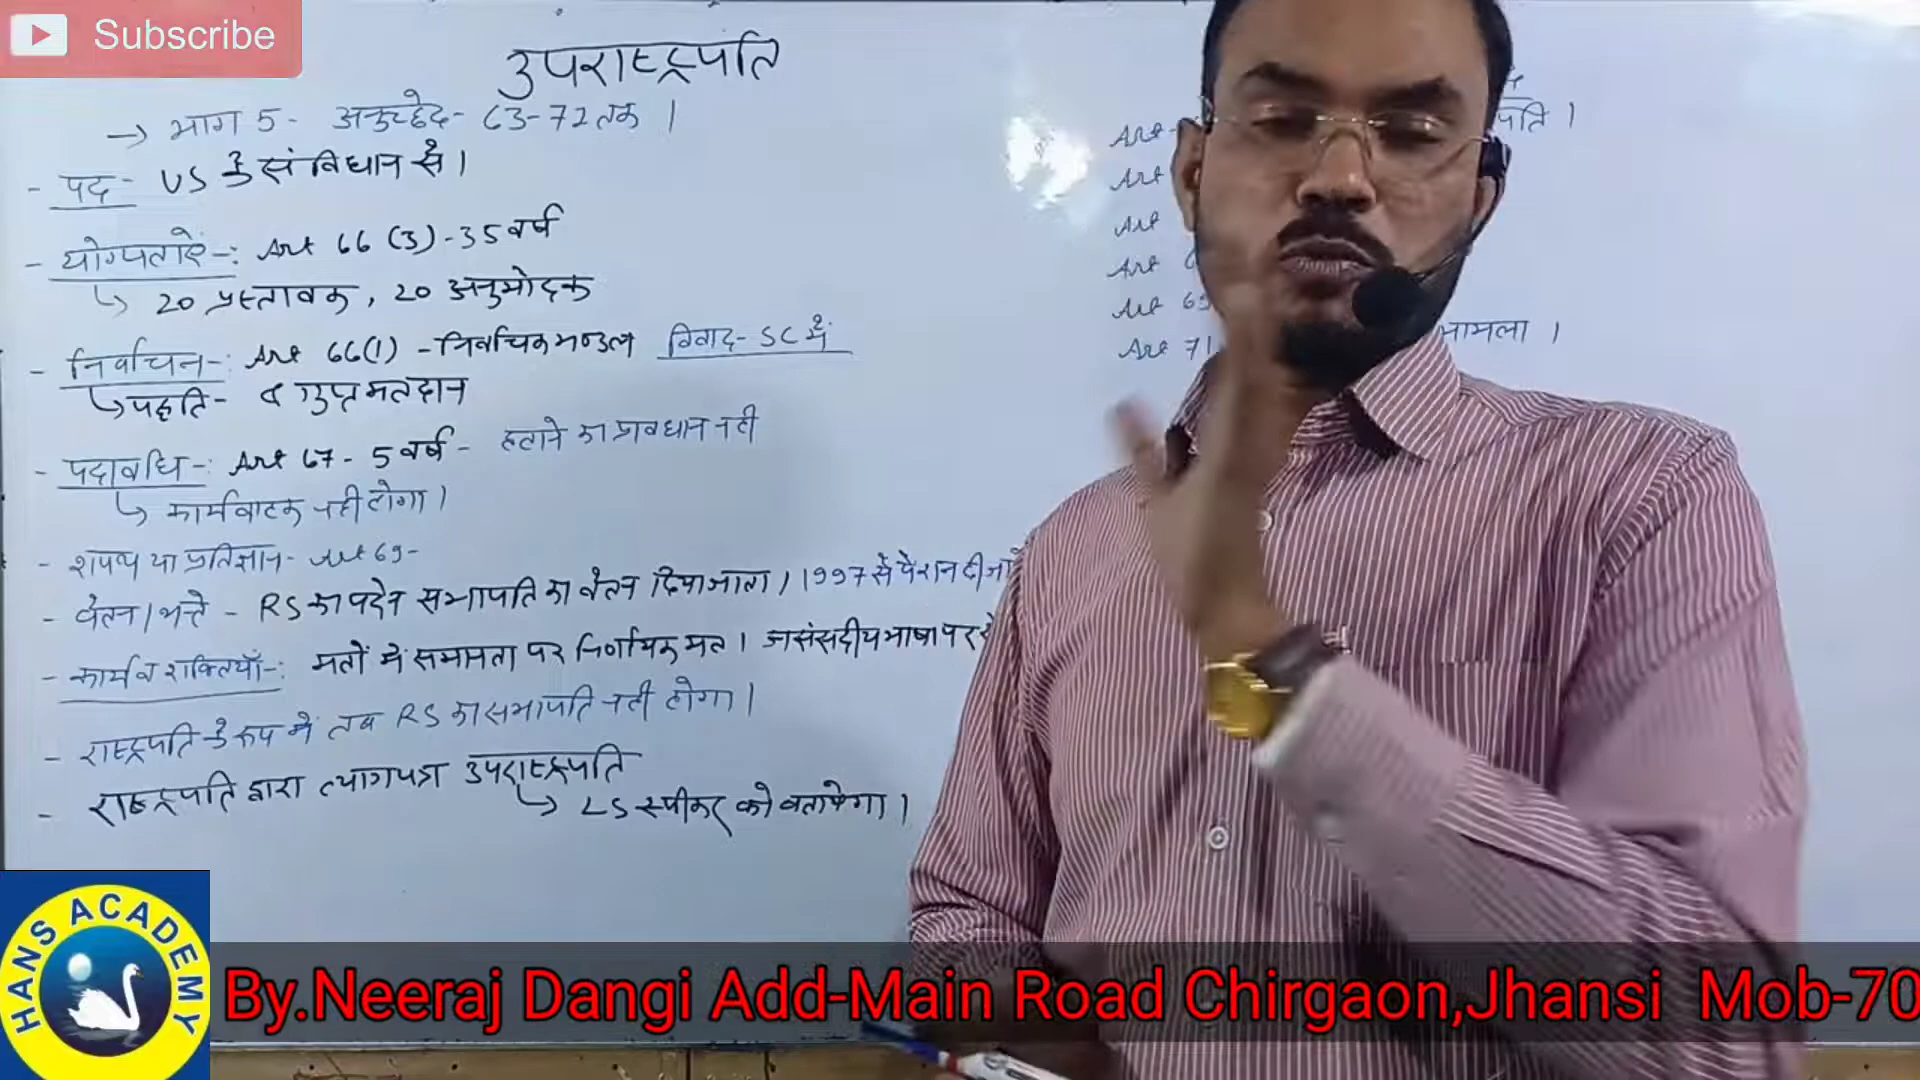 Subscribe
उपराष्ट्रपति
→ भाग 5 - अनुच्छेद - 63-72 तक ।
- पद - US के संविधान से ।
- योग्यताऐं -: Art 66 (3) - 35 वर्ष
↳ 20 प्रस्तावक, 20 अनुमोदक
- निर्वाचन -: Art 66(1) - निर्वाचक मण्डल विवाद - SC में
↳ पद्धति - व गुप्त मतदान
- पदावधि -: Art 67 - 5 वर्ष - हटाने का प्रावधान नही
↳ कार्यवाहक नही होगा ।
- शपथ या प्रतिज्ञान - Art 69 -
- वेतन / भत्ते - RS का पदेन सभापति का वेतन दिया जाता । 1997 से पेंशन दी
- कार्य व शक्तियाँ -: मतों में समानता पर निर्णायक मत । असंसदीय भाषा पर
- राष्ट्रपति के रूप में तब RS का सभापति नही होगा ।
- राष्ट्रपति द्वारा त्यागपत्र उपराष्ट्रपति
↳ LS स्पीकर को बतायेगा ।
Art - पति ।
Art
Art
Art
Art 69
Art 71 मामला ।
HANS ACADEMY
By.Neeraj Dangi Add-Main Road Chirgaon,Jhansi Mob-70